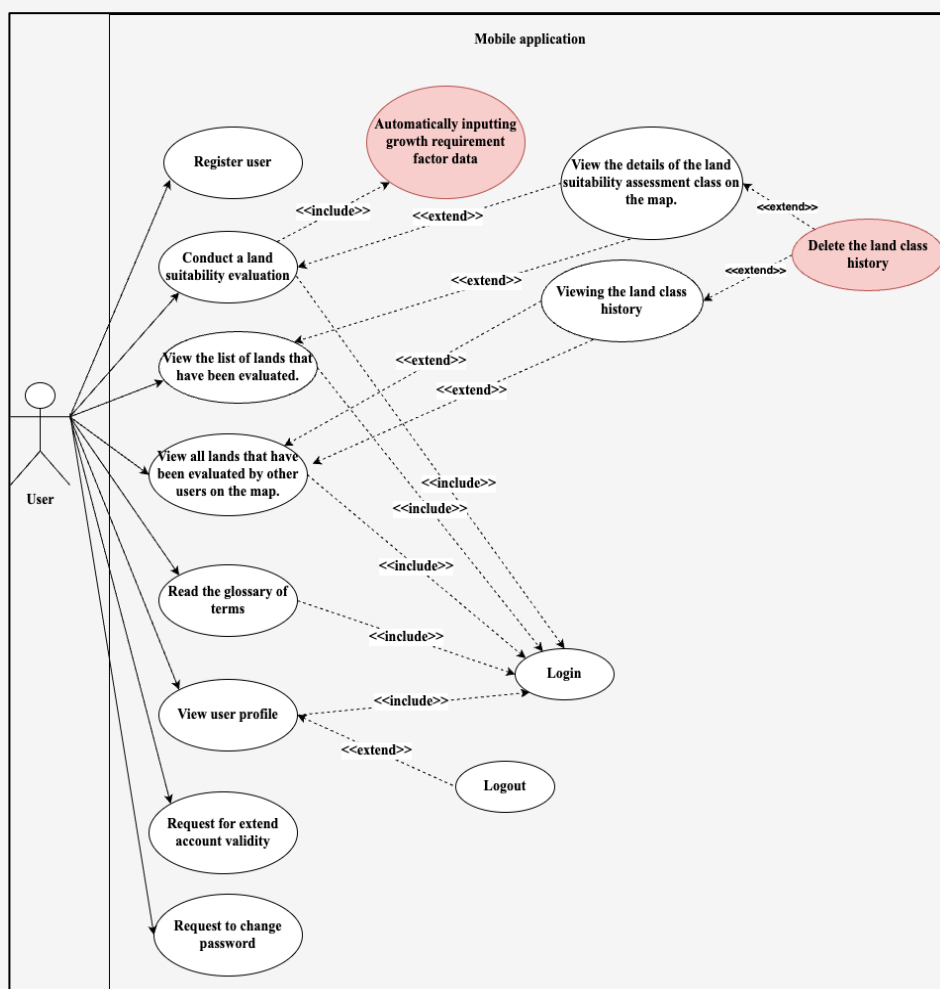 Mobile application
Automatically inputting
growth requirement
factor data
Register user
View the details of the land
suitability assessment class on
the map.
<<include>>
<<extend>>
<<extend>>
Delete the land class
history
Conduct a land
suitability evaluation
<<extend>>
<<extend>>
Viewing the land class
history
View the list of lands that
have been evaluated.
<<extend>>
<<extend>>
View all lands that have
been evaluated by other
users on the map.
User
<<include>>
<<include>>
<<include>>
Read the glossary of
terms
<<include>>
Login
<<include>>
View user profile
<<extend>>
Logout
Request for extend
account validity
Request to change
password